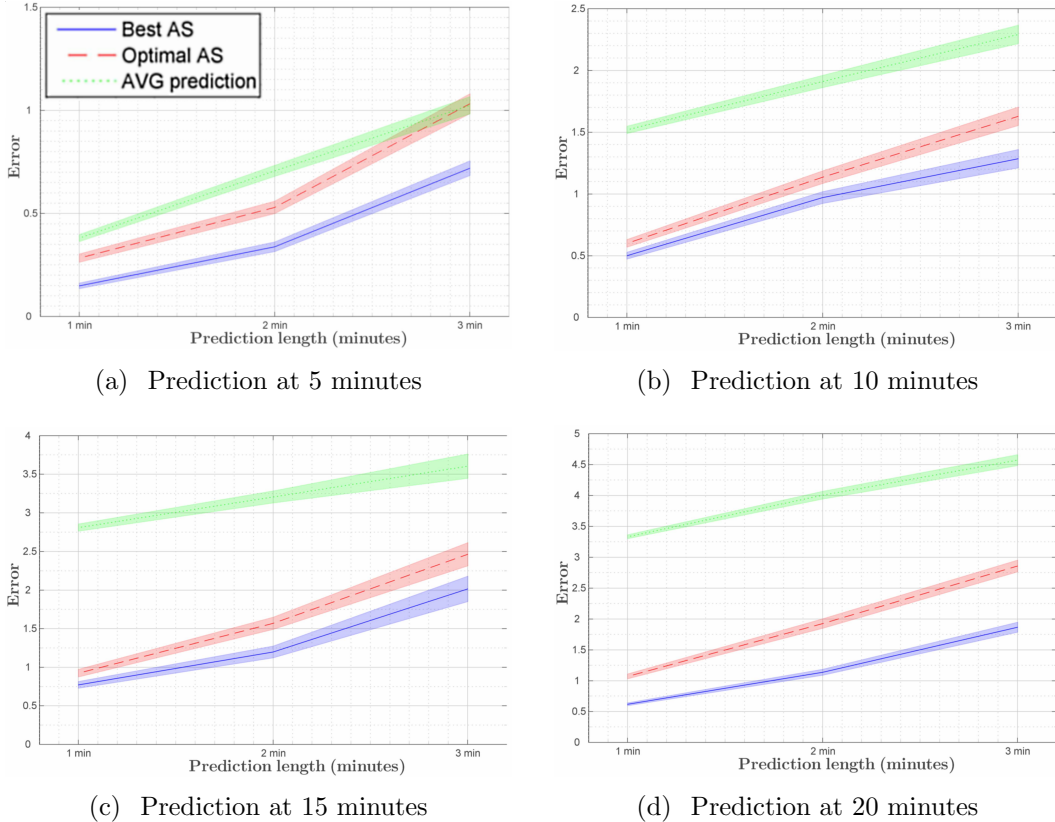 Best AS
Optimal AS
AVG prediction
1.5
1
0.5
0
Error
1 min
2 min
3 min
Prediction length (minutes)
(a) Prediction at 5 minutes
2.5
2
1.5
1
0.5
0
Error
1 min
2 min
3 min
Prediction length (minutes)
(b) Prediction at 10 minutes
4
3.5
3
2.5
2
1.5
1
0.5
0
Error
1 min
2 min
3 min
Prediction length (minutes)
(c) Prediction at 15 minutes
5
4.5
4
3.5
3
2.5
2
1.5
1
0.5
0
Error
1 min
2 min
3 min
Prediction length (minutes)
(d) Prediction at 20 minutes